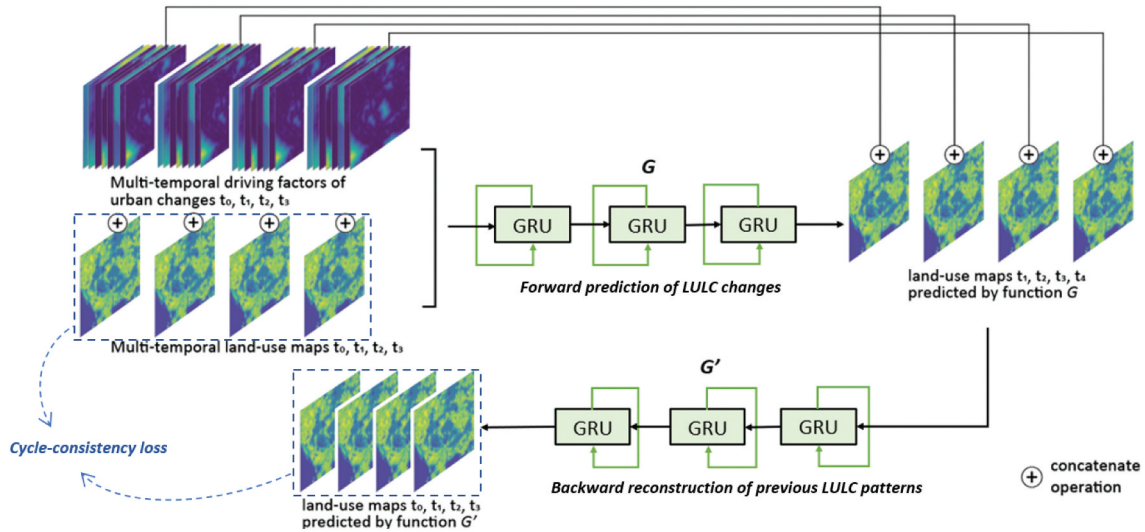 Multi-temporal driving factors of
urban changes t₀, t₁, t₂, t₃
+ + + +
Multi-temporal land-use maps t₀, t₁, t₂, t₃
G
GRU GRU GRU
Forward prediction of LULC changes
+ + + +
land-use maps t₁, t₂, t₃, t₄
predicted by function G
G'
GRU GRU GRU
Backward reconstruction of previous LULC patterns
land-use maps t₀, t₁, t₂, t₃
predicted by function G'
Cycle-consistency loss
+ concatenate
operation